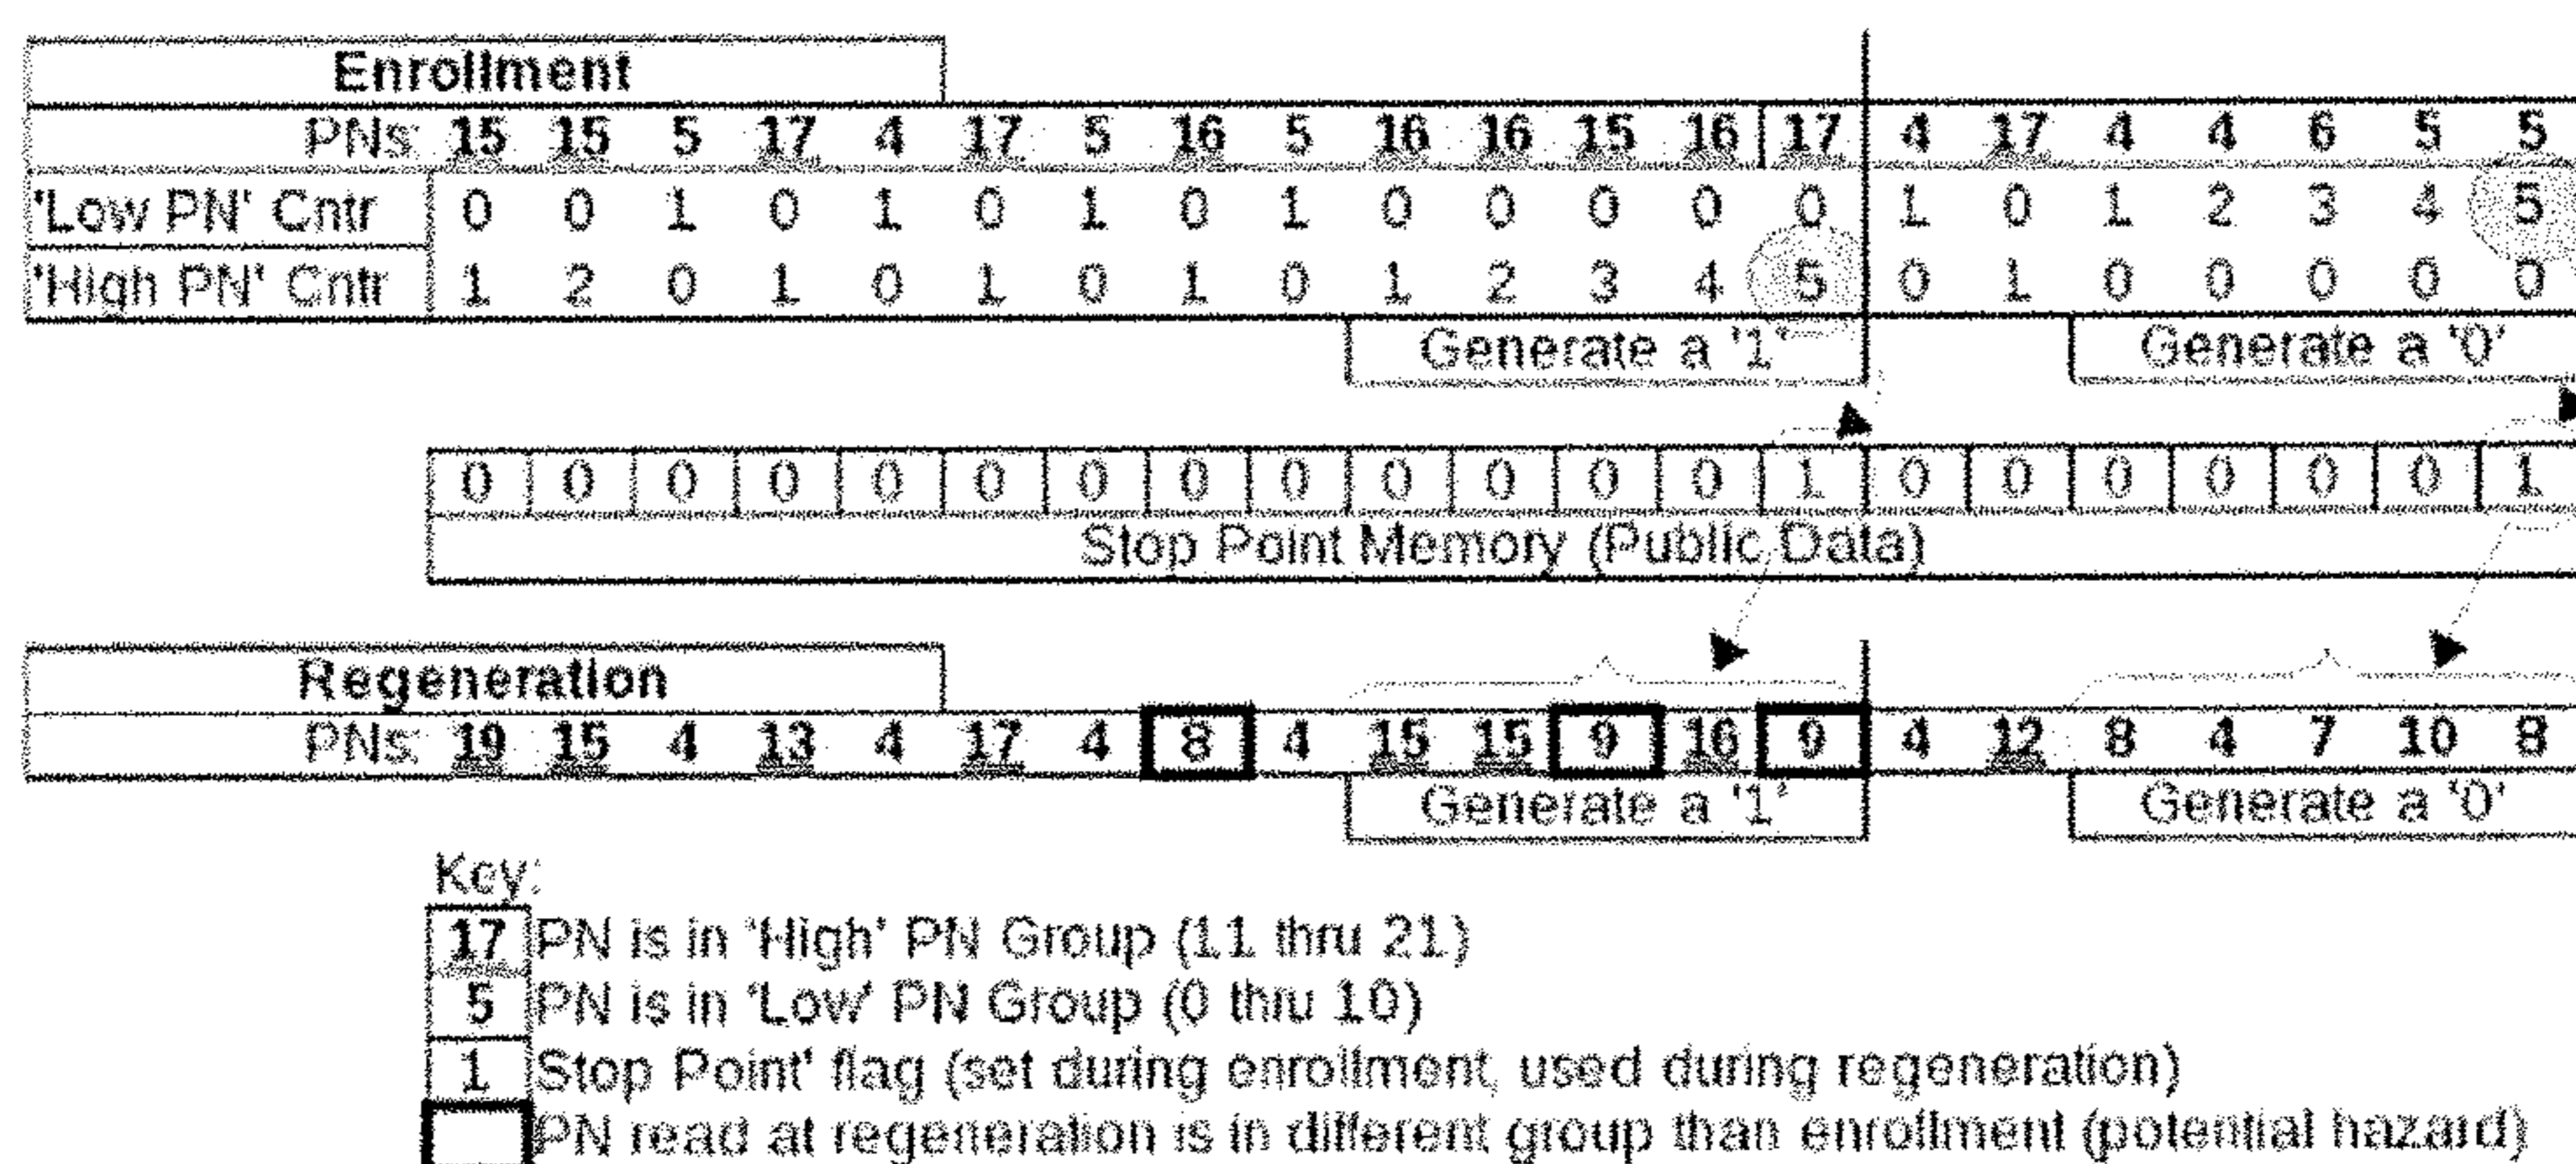 Enrollment
PNs: 15 15 5 17 4 17 5 16 5 16 16 15 16 17 4 17 4 4 6 5 5
'Low PN' Cntr 0 0 1 0 1 0 1 0 1 0 0 0 0 0 1 0 1 2 3 4 5
'High PN' Cntr 1 2 0 1 0 1 0 1 0 1 2 3 4 5 0 1 0 0 0 0 0
Generate a '1' Generate a '0'
0 0 0 0 0 0 0 0 0 0 0 0 0 1 0 0 0 0 0 0 1
Stop Point Memory (Public Data)
Regeneration
PNs: 19 15 4 13 4 17 4 8 4 15 15 9 16 9 4 12 8 4 7 10 8
Generate a '1' Generate a '0'
Key:
17 PN is in 'High' PN Group (11 thru 21)
5 PN is in 'Low' PN Group (0 thru 10)
1 Stop Point' flag (set during enrollment, used during regeneration)
PN read at regeneration is in different group than enrollment (potential hazard)